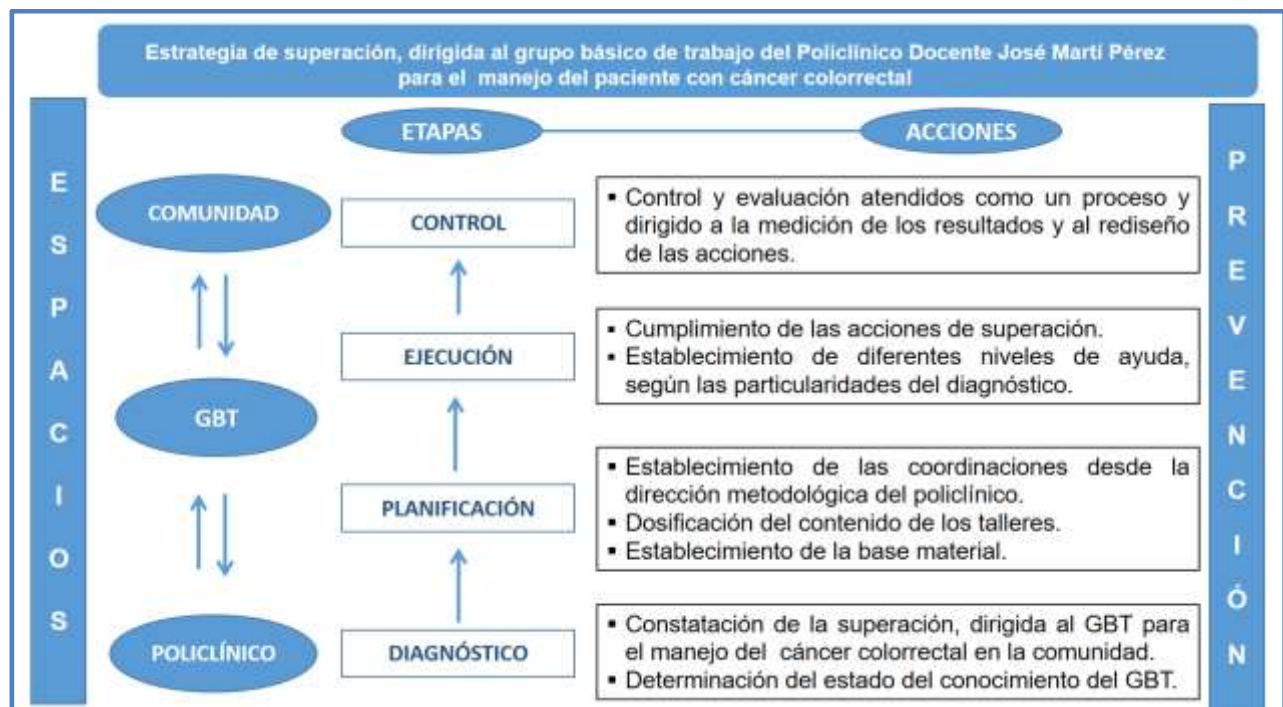 Estrategia de superación, dirigida al grupo básico de trabajo del Policlínico Docente José Martí Pérez
para el manejo del paciente con cáncer colorrectal
ESPACIOS
ETAPAS
ACCIONES
COMUNIDAD
CONTROL
▪ Control y evaluación atendidos como un proceso y
dirigido a la medición de los resultados y al rediseño
de las acciones.
GBT
EJECUCIÓN
▪ Cumplimiento de las acciones de superación.
▪ Establecimiento de diferentes niveles de ayuda,
según las particularidades del diagnóstico.
PLANIFICACIÓN
▪ Establecimiento de las coordinaciones desde la
dirección metodológica del policlínico.
▪ Dosificación del contenido de los talleres.
▪ Establecimiento de la base material.
POLICLÍNICO
DIAGNÓSTICO
▪ Constatación de la superación, dirigida al GBT para
el manejo del cáncer colorrectal en la comunidad.
▪ Determinación del estado del conocimiento del GBT.
PREVENCIÓN